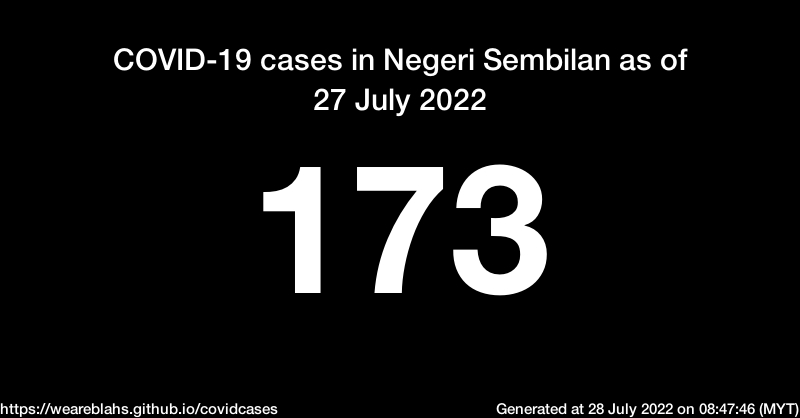 COVID-19 cases in Negeri Sembilan as of
27 July 2022
173
https://weareblahs.github.io/covidcases
Generated at 28 July 2022 on 08:47:46 (MYT)